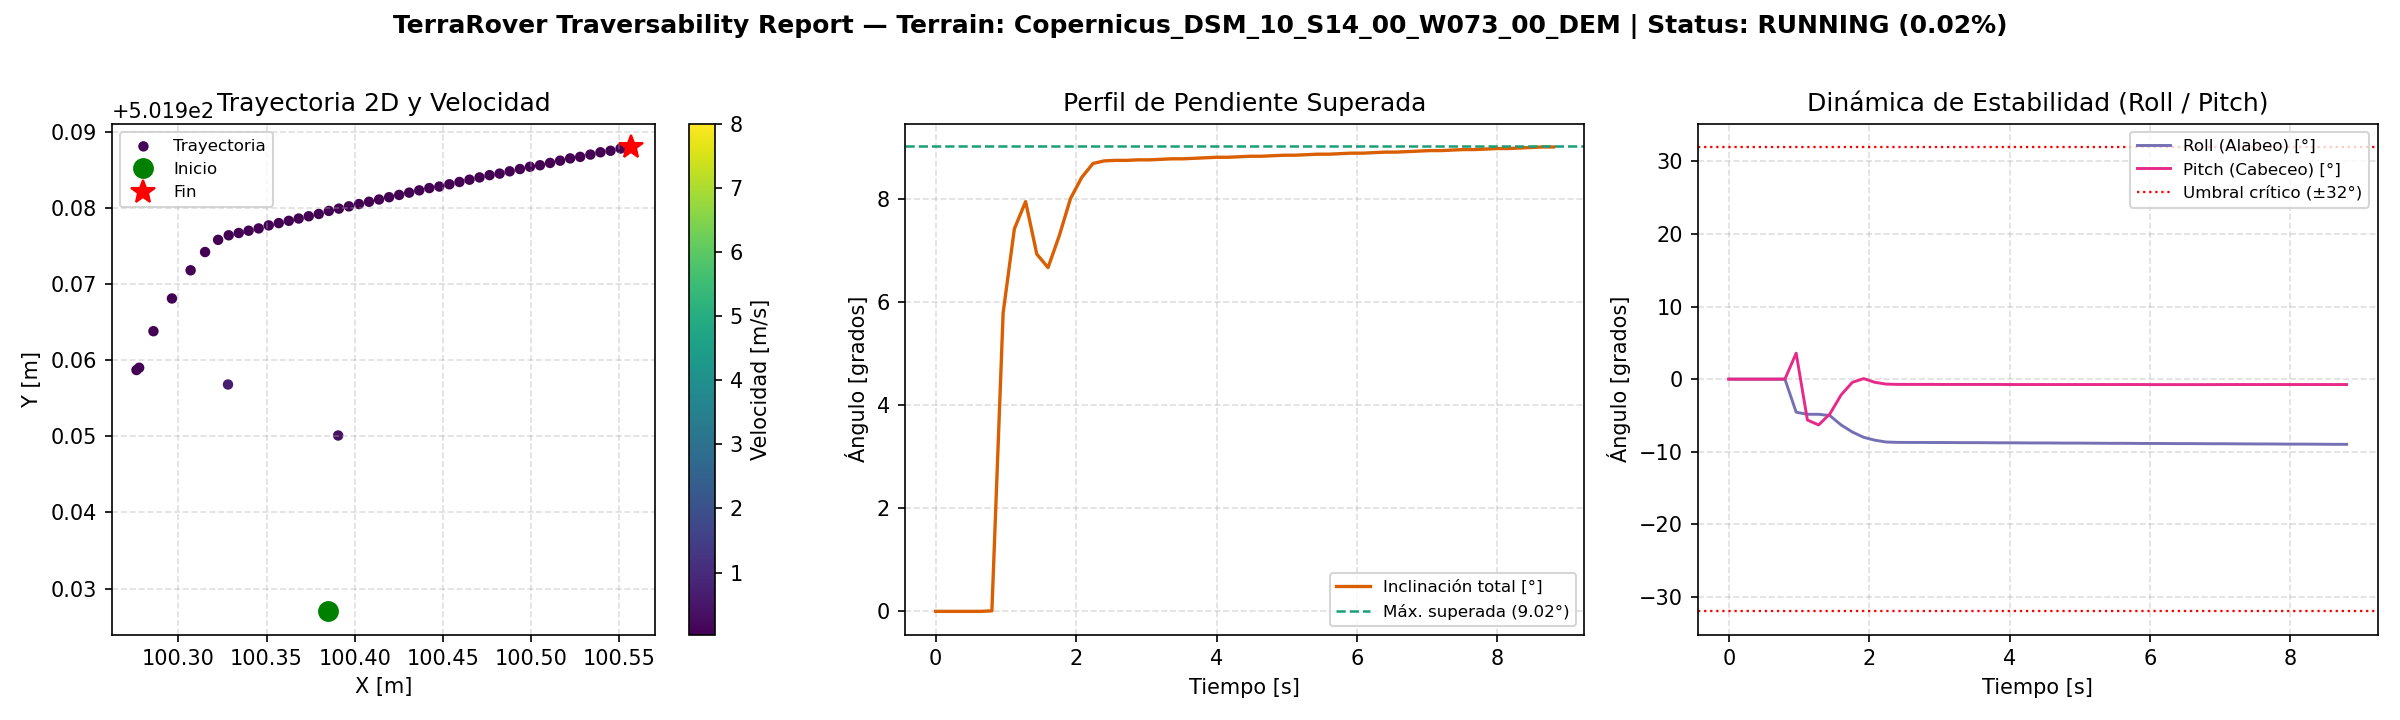 TerraRover Traversability Report — Terrain: Copernicus_DSM_10_S14_00_W073_00_DEM | Status: RUNNING (0.02%)
Trayectoria 2D y Velocidad
+5.019e2
0.09
0.08
0.07
0.06
0.05
0.04
0.03
Y [m]
Trayectoria
Inicio
Fin
100.30
100.35
100.40
100.45
100.50
100.55
X [m]
8
7
6
5
4
3
2
1
Velocidad [m/s]
Perfil de Pendiente Superada
8
6
4
2
0
Ángulo [grados]
Inclinación total [°]
Máx. superada (9.02°)
0
2
4
6
8
Tiempo [s]
Dinámica de Estabilidad (Roll / Pitch)
30
20
10
0
−10
−20
−30
Ángulo [grados]
Roll (Alabeo) [°]
Pitch (Cabeceo) [°]
Umbral crítico (±32°)
0
2
4
6
8
Tiempo [s]